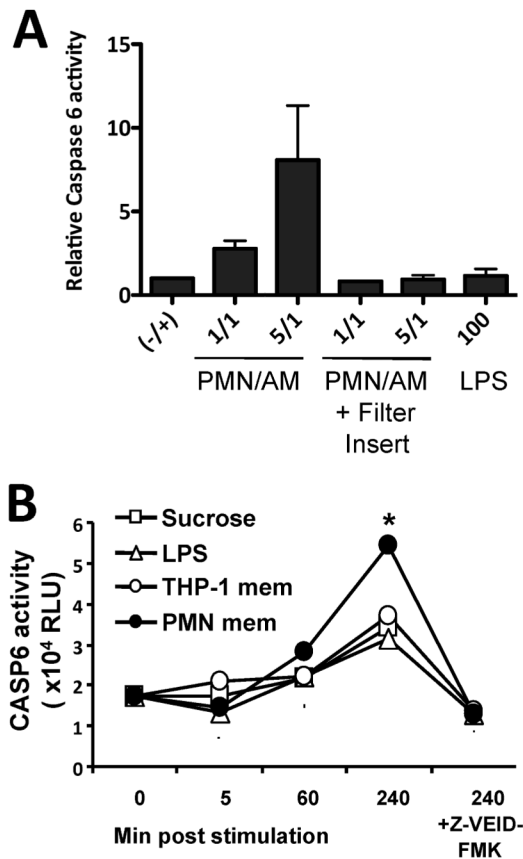 A
Relative Caspase 6 activity
15
10
5
0
(-/+)
1/1
5/1
1/1
5/1
100
PMN/AM
PMN/AM
+ Filter
Insert
LPS
B
Sucrose
LPS
THP-1 mem
PMN mem
*
CASP6 activity
( x10⁴ RLU)
6
5
4
3
2
1
0
0
5
60
240
240
+Z-VEID-
FMK
Min post stimulation